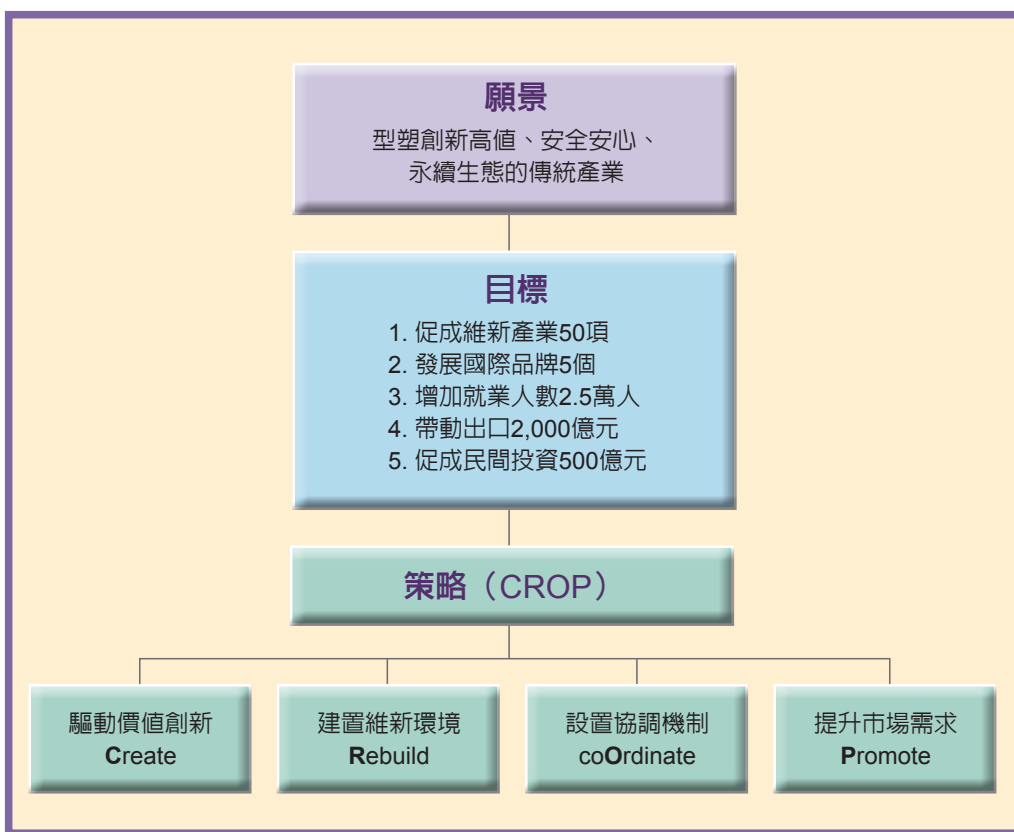 願景
型塑創新高值、安全安心、
永續生態的傳統產業
目標
1. 促成維新產業50項
2. 發展國際品牌5個
3. 增加就業人數2.5萬人
4. 帶動出口2,000億元
5. 促成民間投資500億元
策略（CROP）
驅動價值創新
Create
建置維新環境
Rebuild
設置協調機制
coOrdinate
提升市場需求
Promote